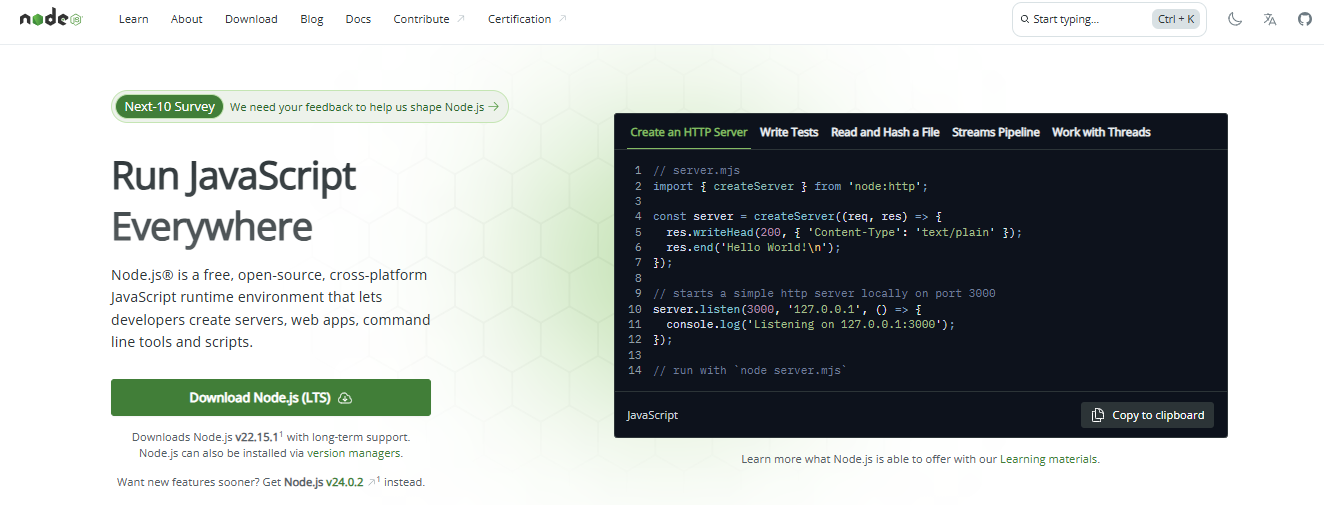 node JS
Learn About Download Blog Docs Contribute Certification
Start typing... Ctrl + K
Next-10 Survey We need your feedback to help us shape Node.js
Run JavaScript
Everywhere
Node.js® is a free, open-source, cross-platform
JavaScript runtime environment that lets
developers create servers, web apps, command
line tools and scripts.
Download Node.js (LTS)
Downloads Node.js v22.15.1¹ with long-term support.
Node.js can also be installed via version managers.
Want new features sooner? Get Node.js v24.0.2 ¹ instead.
Create an HTTP Server Write Tests Read and Hash a File Streams Pipeline Work with Threads
1 // server.mjs
2 import { createServer } from 'node:http';
3
4 const server = createServer((req, res) => {
5   res.writeHead(200, { 'Content-Type': 'text/plain' });
6   res.end('Hello World!\n');
7 });
8
9 // starts a simple http server locally on port 3000
10 server.listen(3000, '127.0.0.1', () => {
11   console.log('Listening on 127.0.0.1:3000');
12 });
13
14 // run with `node server.mjs`
JavaScript Copy to clipboard
Learn more what Node.js is able to offer with our Learning materials.